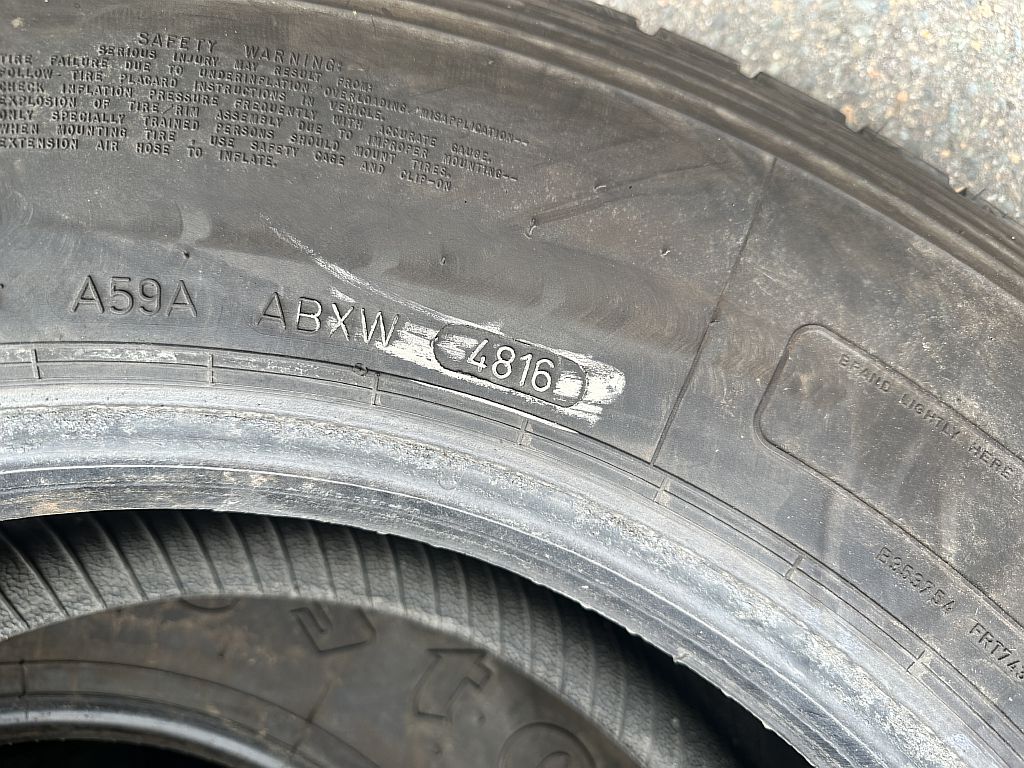 SAFETY WARNING:
SERIOUS INJURY MAY RESULT FROM:
TIRE FAILURE DUE TO UNDERINFLATION/OVERLOADING/MISAPPLICATION--
FOLLOW TIRE PLACARD INSTRUCTIONS IN VEHICLE.
CHECK INFLATION PRESSURE FREQUENTLY WITH ACCURATE GAUGE.
EXPLOSION OF TIRE/RIM ASSEMBLY DUE TO IMPROPER MOUNTING--
ONLY SPECIALLY TRAINED PERSONS SHOULD MOUNT TIRES.
WHEN MOUNTING TIRE, USE SAFETY CAGE AND CLIP-ON
EXTENSION AIR HOSE TO INFLATE.
A59A ABXW 4816
BRAND LIGHTLY HERE